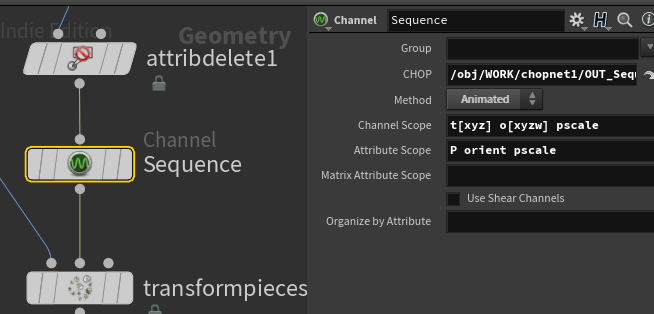 Indie Edition
Geometry
attribdelete1
Channel
Sequence
transformpieces
Channel Sequence
Group
CHOP /obj/WORK/chopnet1/OUT_Sequ
Method Animated
Channel Scope t[xyz] o[xyzw] pscale
Attribute Scope P orient pscale
Matrix Attribute Scope
Use Shear Channels
Organize by Attribute